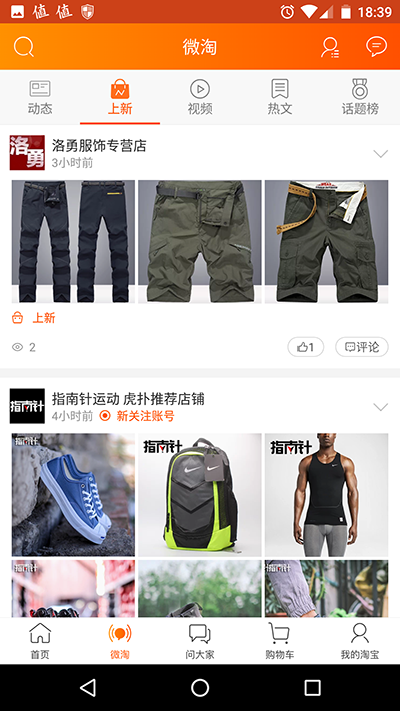 值 值
18:39
微淘
动态
上新
视频
热文
话题榜
洛勇
洛勇服饰专营店
3小时前
上新
2
1
评论
指南针
指南针运动 虎扑推荐店铺
4小时前
新关注账号
指南针
指南针
指南针
指南针
指南针
首页
微淘
问大家
购物车
我的淘宝